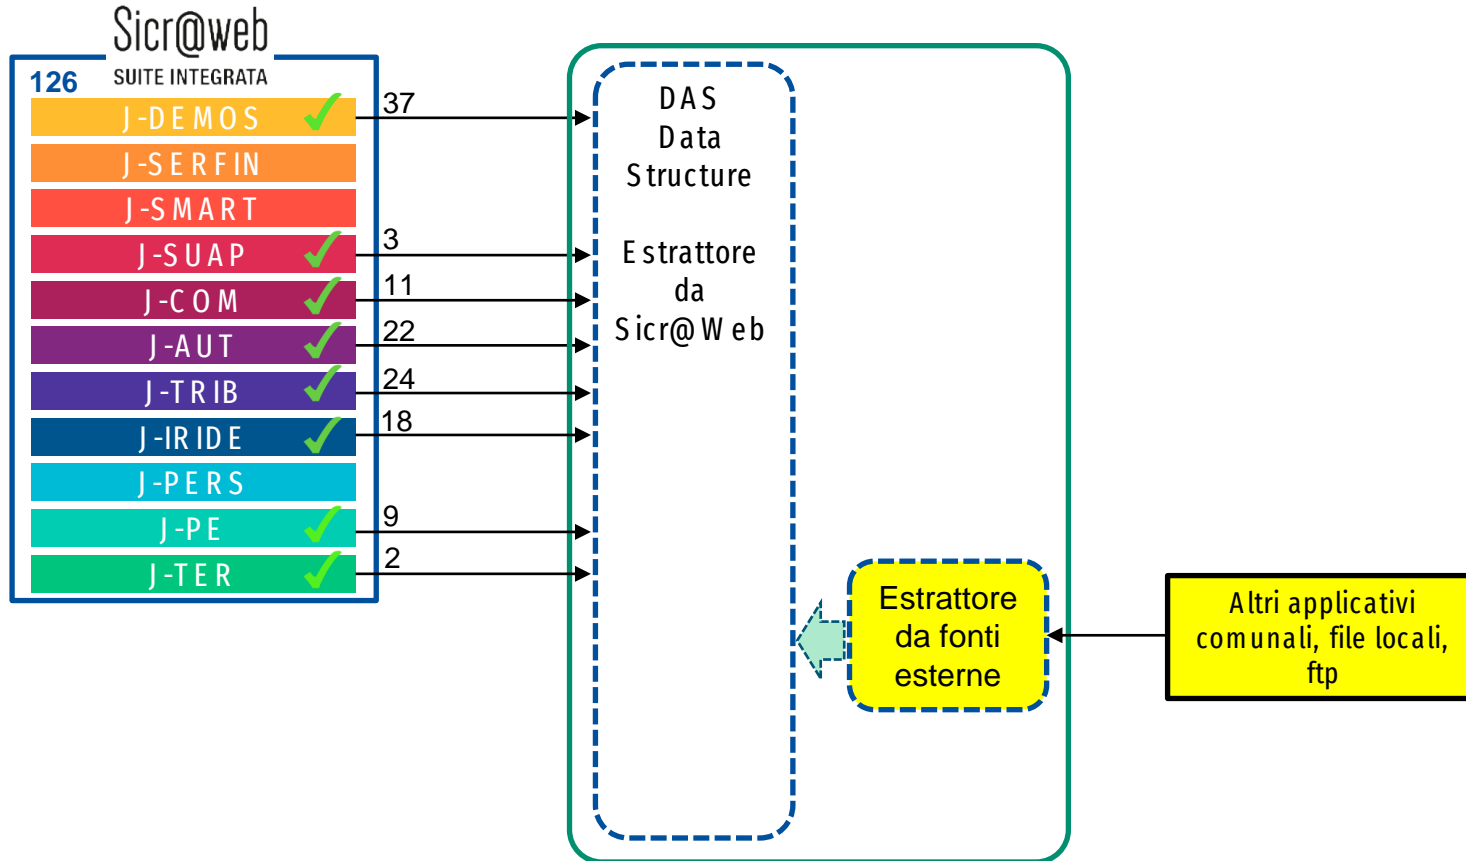 Sicr@web
SUITE INTEGRATA
126
J-DEMOS
37
J-SERFIN
J-SMART
J-SUAP
3
J-COM
11
J-AUT
22
J-TRIB
24
J-IRIDE
18
J-PERS
J-PE
9
J-TER
2
DAS
Data
Structure
Estrattore
da
Sicr@Web
Estrattore
da fonti
esterne
Altri applicativi
comunali, file locali,
ftp